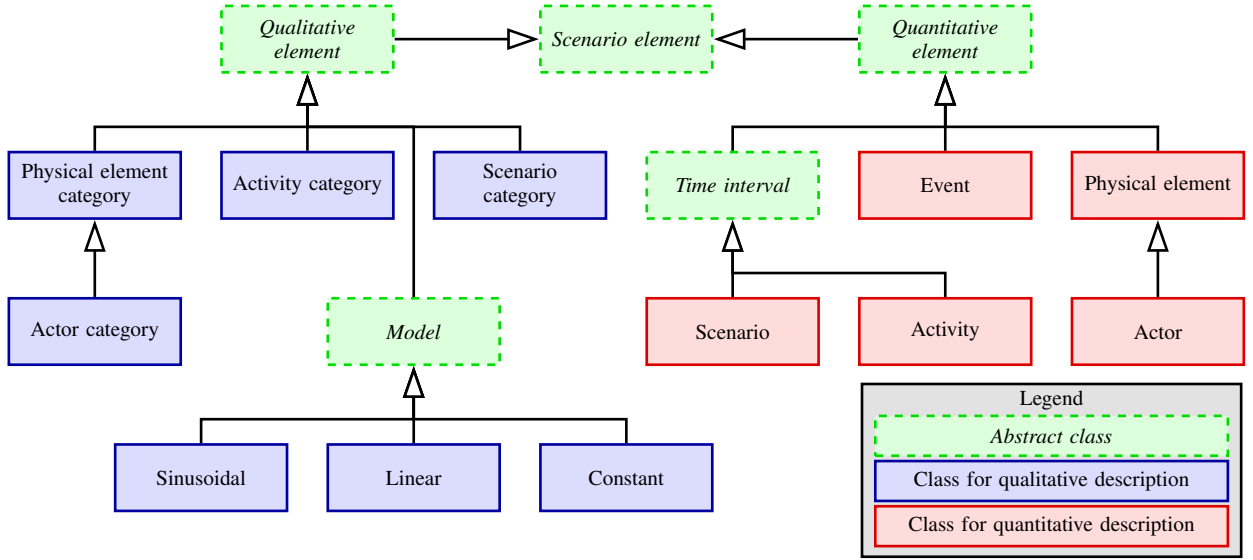 Qualitative
element
Scenario element
Quantitative
element
Physical element
category
Activity category
Scenario
category
Time interval
Event
Physical element
Actor category
Model
Scenario
Activity
Actor
Legend
Abstract class
Class for qualitative description
Class for quantitative description
Sinusoidal
Linear
Constant